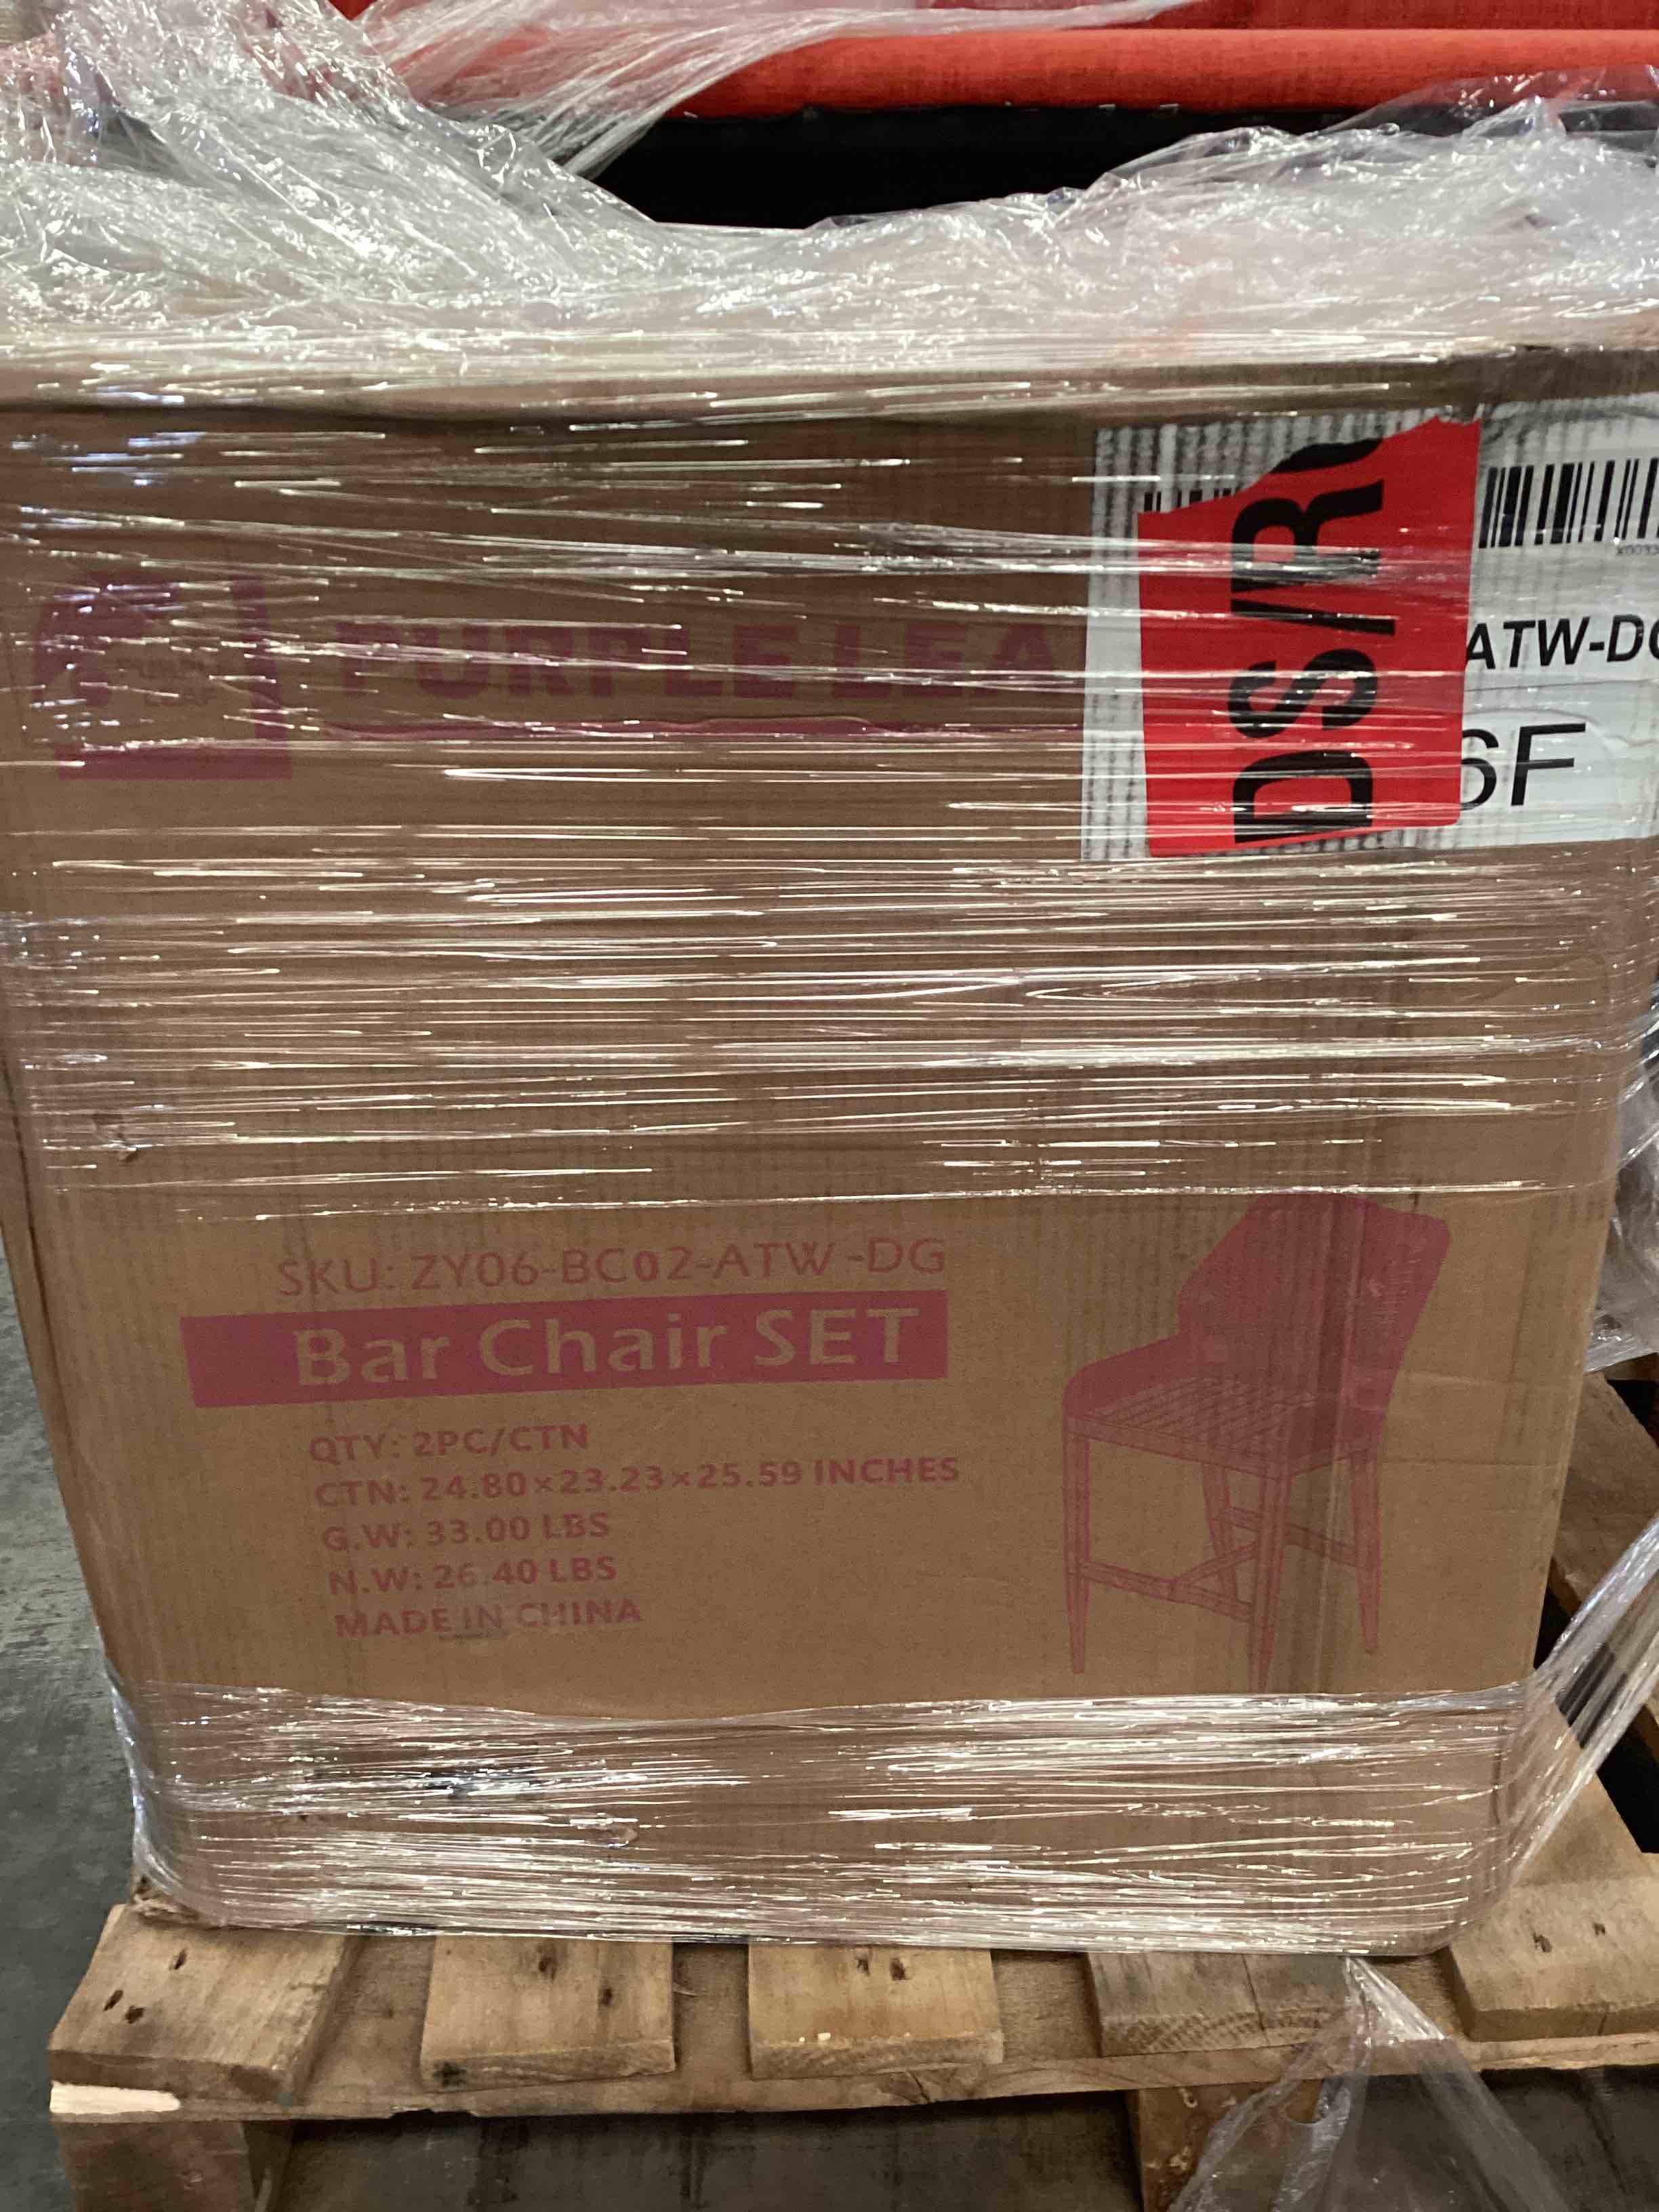 PURPLE LEA
DS/R
ATW-DG
6F
SKU: ZY06-BC02-ATW-DG
Bar Chair SET
QTY: 2PC/CTN
CTN: 24.80×23.23×25.59 INCHES
G.W: 33.00 LBS
N.W: 26.40 LBS
MADE IN CHINA